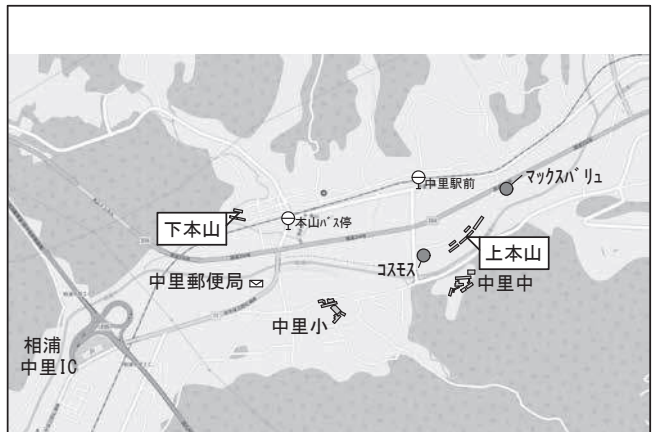 マックスバリュ
中里駅前
下本山
本山バス停
上本山
コスモス
中里郵便局
中里中
中里小
相浦
中里IC